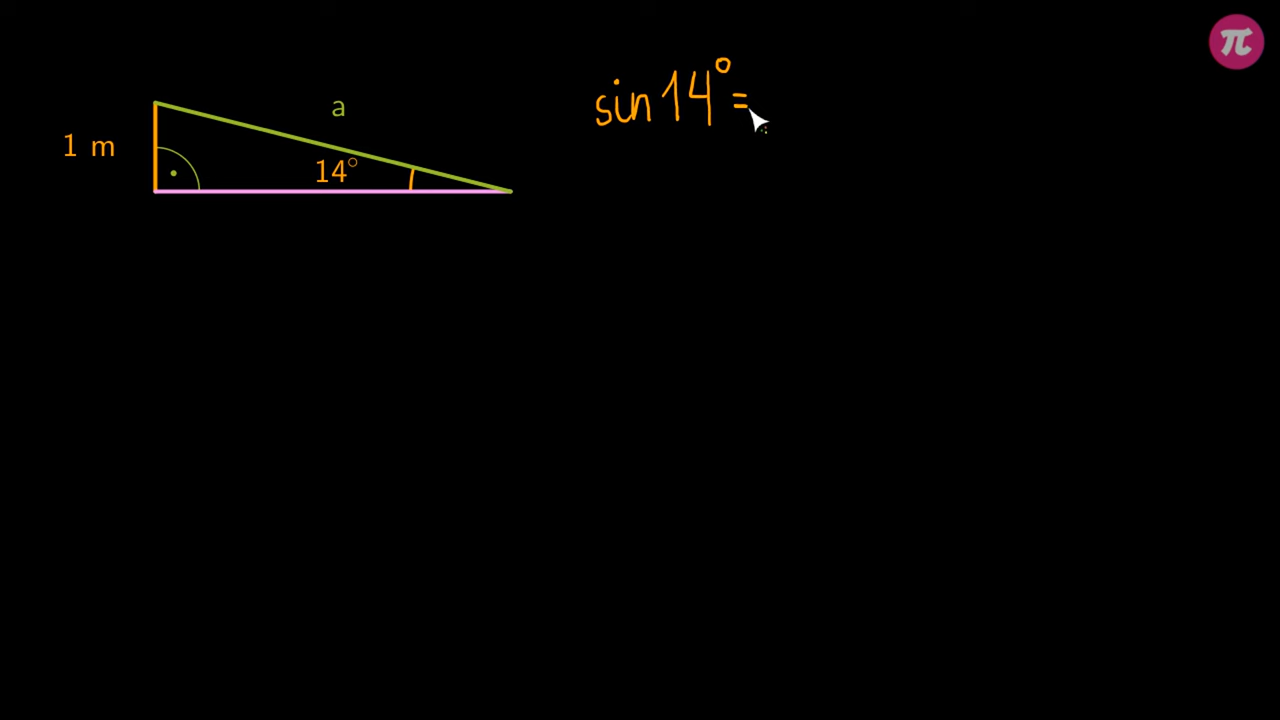 sin 14° =
a
1 m
14°
π